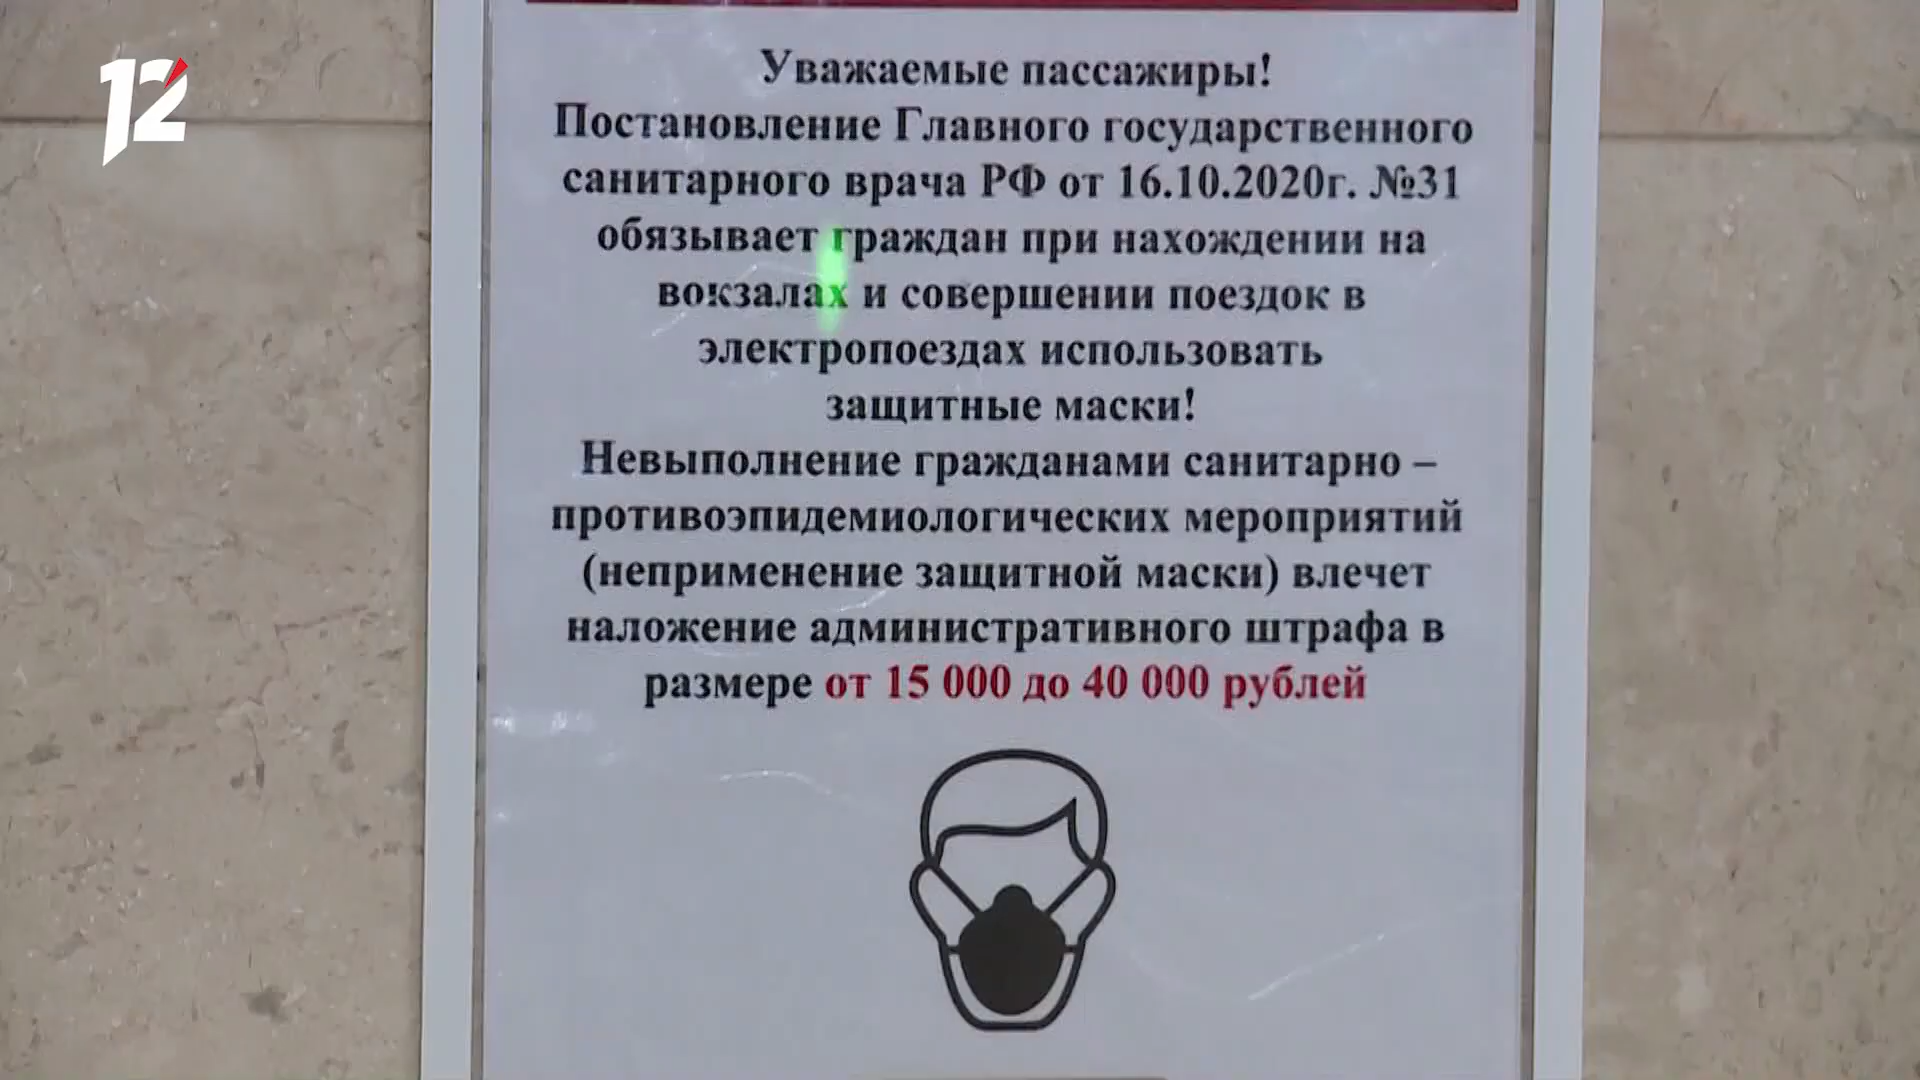 12
Уважаемые пассажиры!
Постановление Главного государственного
санитарного врача РФ от 16.10.2020г. №31
обязывает граждан при нахождении на
вокзалах и совершении поездок в
электропоездах использовать
защитные маски!
Невыполнение гражданами санитарно –
противоэпидемиологических мероприятий
(неприменение защитной маски) влечет
наложение административного штрафа в
размере от 15 000 до 40 000 рублей